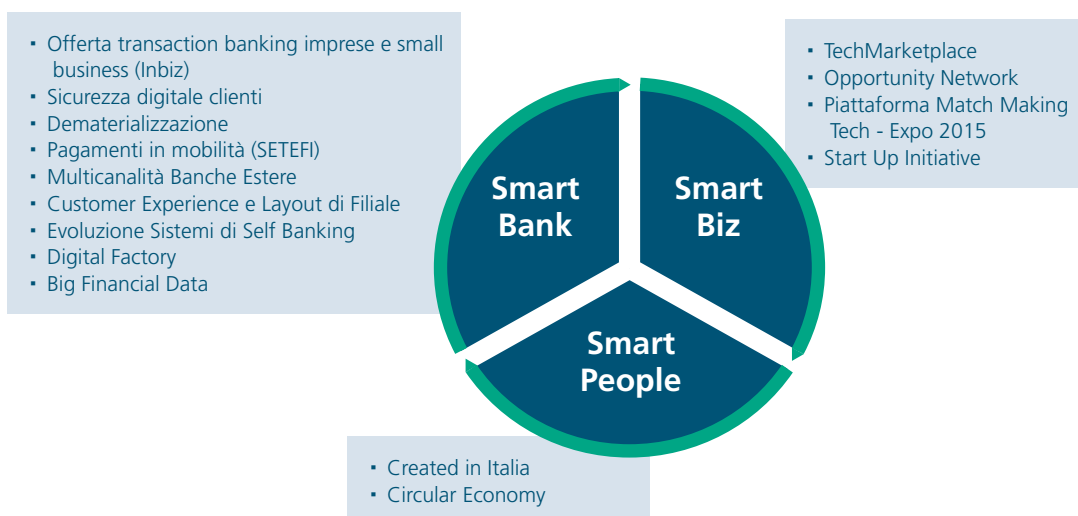 ▪ Offerta transaction banking imprese e small
business (Inbiz)
▪ Sicurezza digitale clienti
▪ Dematerializzazione
▪ Pagamenti in mobilità (SETEFI)
▪ Multicanalità Banche Estere
▪ Customer Experience e Layout di Filiale
▪ Evoluzione Sistemi di Self Banking
▪ Digital Factory
▪ Big Financial Data
▪ TechMarketplace
▪ Opportunity Network
▪ Piattaforma Match Making
Tech - Expo 2015
▪ Start Up Initiative
Smart
Bank
Smart
Biz
Smart
People
▪ Created in Italia
▪ Circular Economy